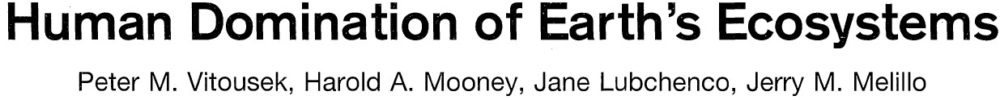 Human Domination of Earth's Ecosystems
Peter M. Vitousek, Harold A. Mooney, Jane Lubchenco, Jerry M. Melillo